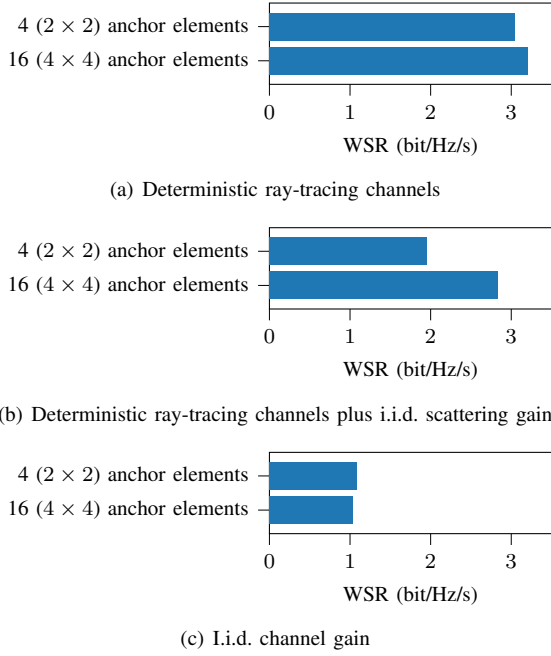 4 (2 × 2) anchor elements
16 (4 × 4) anchor elements
0 1 2 3
WSR (bit/Hz/s)
(a) Deterministic ray-tracing channels
4 (2 × 2) anchor elements
16 (4 × 4) anchor elements
0 1 2 3
WSR (bit/Hz/s)
(b) Deterministic ray-tracing channels plus i.i.d. scattering gain
4 (2 × 2) anchor elements
16 (4 × 4) anchor elements
0 1 2 3
WSR (bit/Hz/s)
(c) I.i.d. channel gain